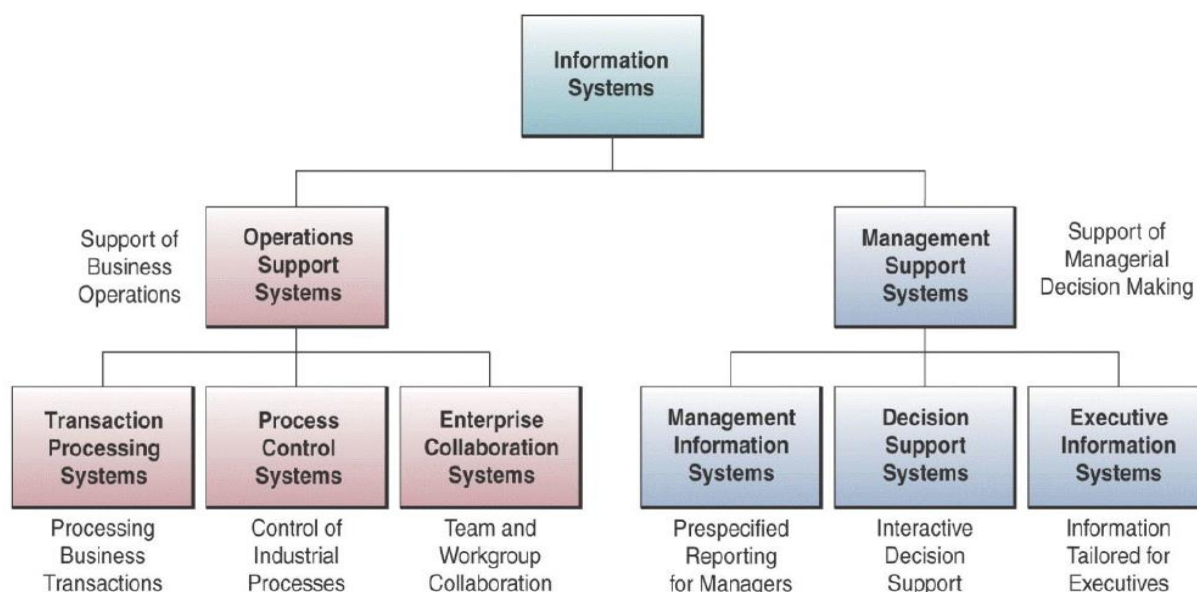 Information
Systems
Support of
Business
Operations
Operations
Support
Systems
Management
Support
Systems
Support of
Managerial
Decision Making
Transaction
Processing
Systems
Process
Control
Systems
Enterprise
Collaboration
Systems
Management
Information
Systems
Decision
Support
Systems
Executive
Information
Systems
Processing
Business
Transactions
Control of
Industrial
Processes
Team and
Workgroup
Collaboration
Prespecified
Reporting
for Managers
Interactive
Decision
Support
Information
Tailored for
Executives